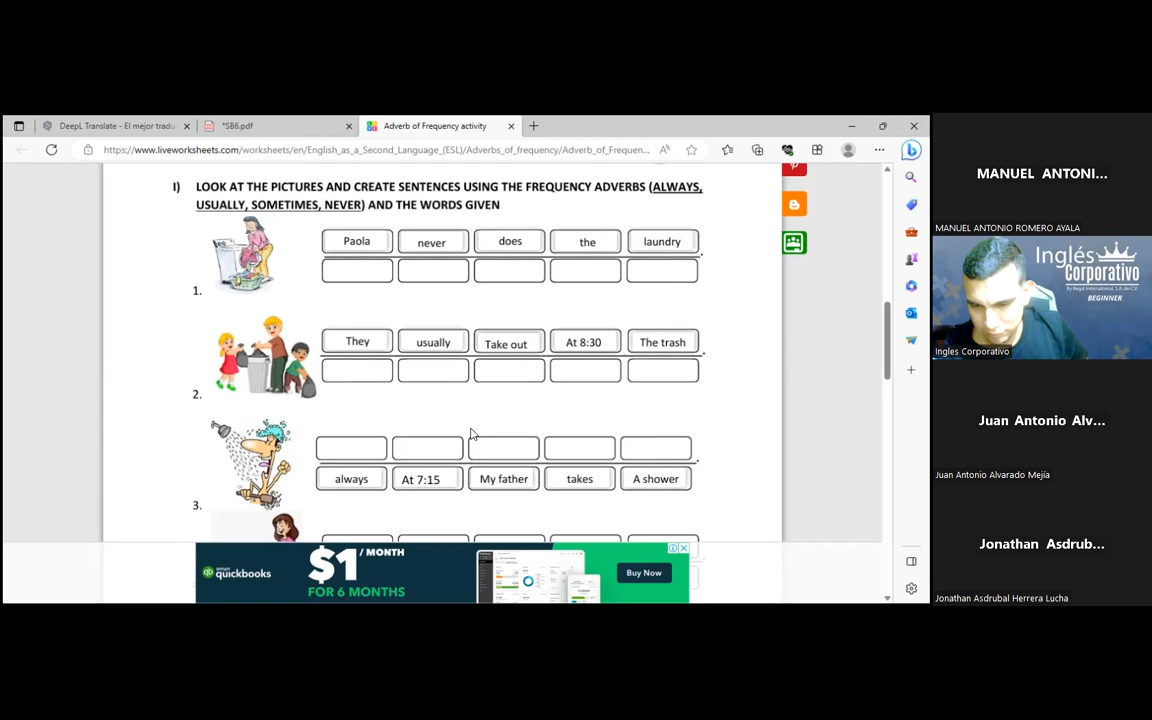 DeepL Translate - El mejor tradu
*SB6.pdf
Adverb of Frequency activity
https://www.liveworksheets.com/worksheets/en/English_as_a_Second_Language_(ESL)/Adverbs_of_frequency/Adverb_of_Frequen...
I) LOOK AT THE PICTURES AND CREATE SENTENCES USING THE FREQUENCY ADVERBS (ALWAYS,
USUALLY, SOMETIMES, NEVER) AND THE WORDS GIVEN
Paola never does the laundry .
1.
They usually Take out At 8:30 The trash .
2.
.
always At 7:15 My father takes A shower
3.
intuit quickbooks
$1 / MONTH
FOR 6 MONTHS
Buy Now
MANUEL ANTONI...
MANUEL ANTONIO ROMERO AYALA
Inglés
Corporativo
By Regal International, S.A. de C.V.
BEGINNER
Ingles Corporativo
Juan Antonio Alv...
Juan Antonio Alvarado Mejía
Jonathan Asdrub...
Jonathan Asdrubal Herrera Lucha